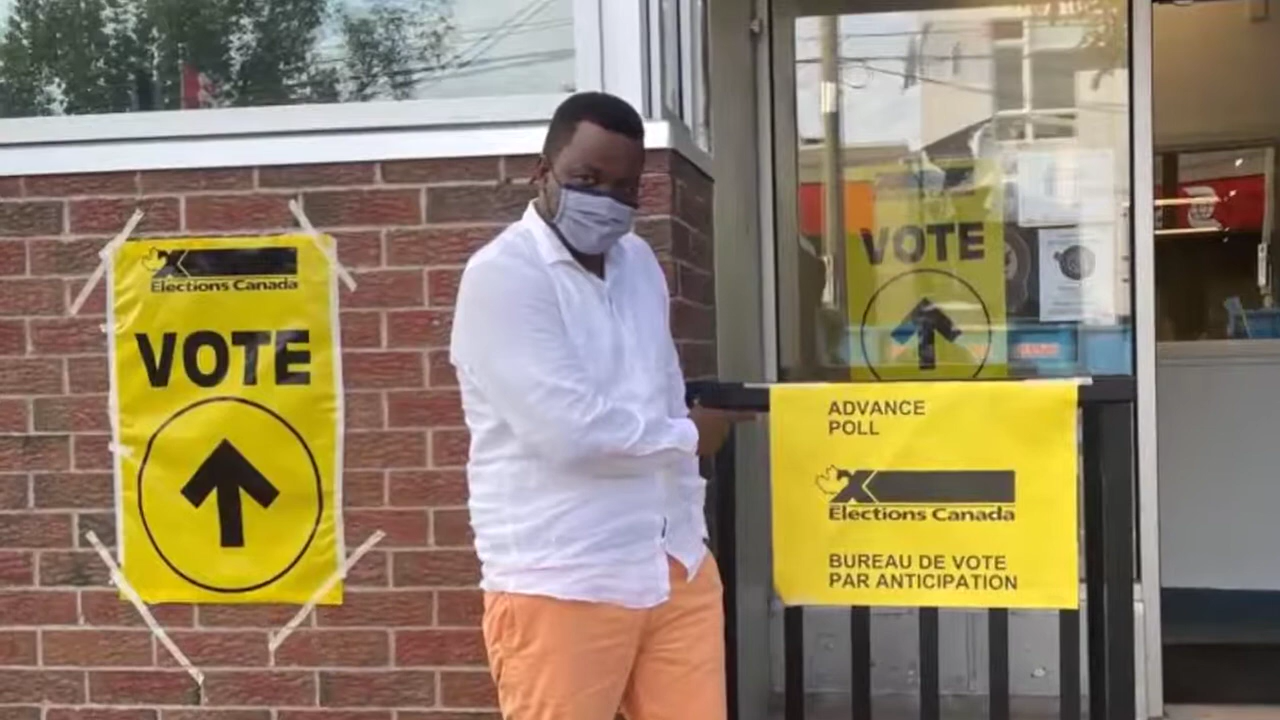 Elections Canada
VOTE
VOTE
ADVANCE
POLL
Elections Canada
BUREAU DE VOTE
PAR ANTICIPATION